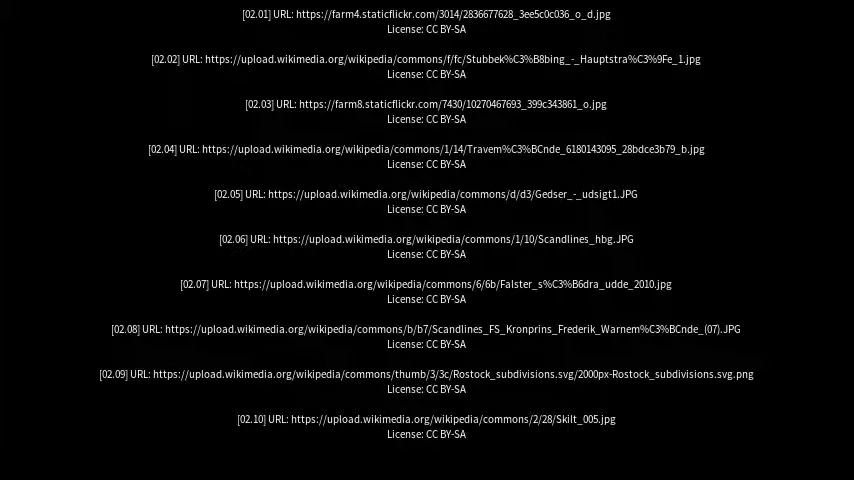 [02.01] URL: https://farm4.staticflickr.com/3014/2836677628_3ee5c0c036_o_d.jpg
License: CC BY-SA
[02.02] URL: https://upload.wikimedia.org/wikipedia/commons/f/fc/Stubbek%C3%B8bing_-_Hauptstra%C3%9Fe_1.jpg
License: CC BY-SA
[02.03] URL: https://farm8.staticflickr.com/7430/10270467693_399c343861_o.jpg
License: CC BY-SA
[02.04] URL: https://upload.wikimedia.org/wikipedia/commons/1/14/Travem%C3%BCnde_6180143095_28bdce3b79_b.jpg
License: CC BY-SA
[02.05] URL: https://upload.wikimedia.org/wikipedia/commons/d/d3/Gedser_-_udsigt1.JPG
License: CC BY-SA
[02.06] URL: https://upload.wikimedia.org/wikipedia/commons/1/10/Scandlines_hbg.JPG
License: CC BY-SA
[02.07] URL: https://upload.wikimedia.org/wikipedia/commons/6/6b/Falster_s%C3%B6dra_udde_2010.jpg
License: CC BY-SA
[02.08] URL: https://upload.wikimedia.org/wikipedia/commons/b/b7/Scandlines_FS_Kronprins_Frederik_Warnem%C3%BCnde_(07).JPG
License: CC BY-SA
[02.09] URL: https://upload.wikimedia.org/wikipedia/commons/thumb/3/3c/Rostock_subdivisions.svg/2000px-Rostock_subdivisions.svg.png
License: CC BY-SA
[02.10] URL: https://upload.wikimedia.org/wikipedia/commons/2/28/Skilt_005.jpg
License: CC BY-SA